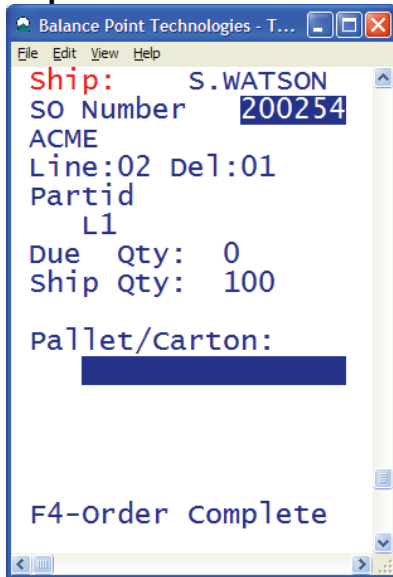 Balance Point Technologies - T...
File Edit View Help
Ship: S.WATSON
SO Number 200254
ACME
Line:02 Del:01
Partid
L1
Due Qty: 0
Ship Qty: 100
Pallet/Carton:
F4-Order Complete